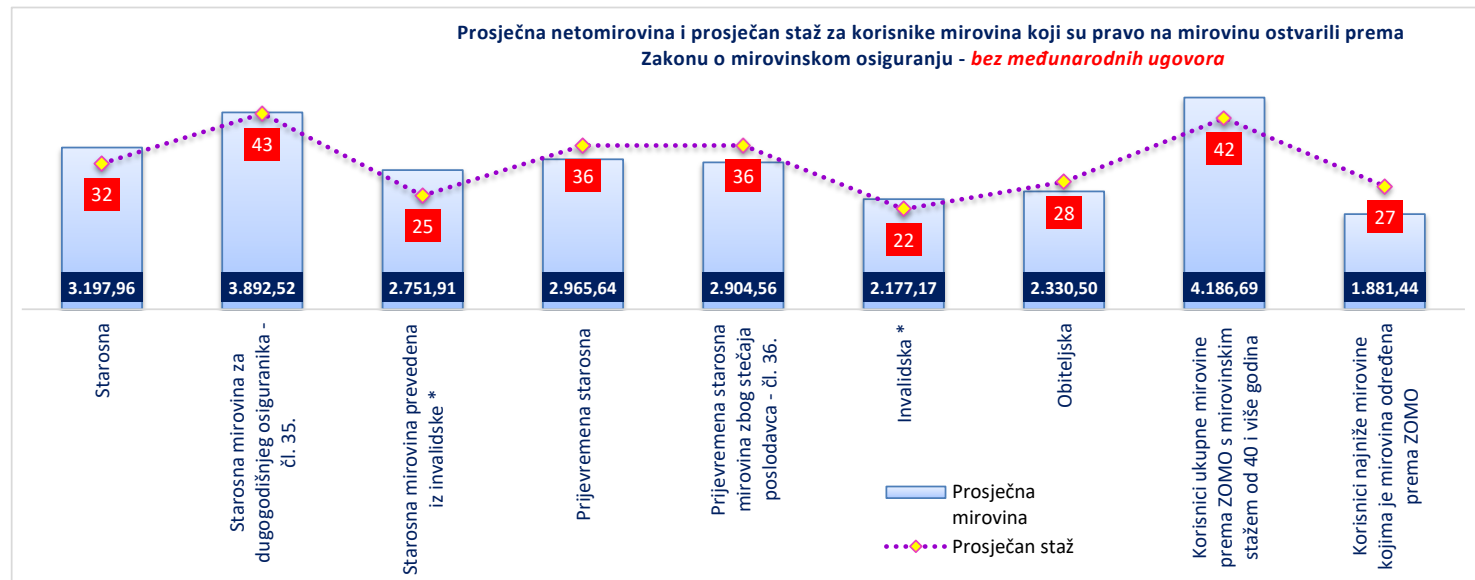 Prosječna netomirovina i prosječan staž za korisnike mirovina koji su pravo na mirovinu ostvarili prema
Zakonu o mirovinskom osiguranju - bez međunarodnih ugovora
32
43
25
36
36
22
28
42
27
3.197,96
3.892,52
2.751,91
2.965,64
2.904,56
2.177,17
2.330,50
4.186,69
1.881,44
Starosna
Starosna mirovina za
dugogodišnjeg osiguranika -
čl. 35.
Starosna mirovina prevedena
iz invalidske *
Prijevremena starosna
Prijevremena starosna
mirovina zbog stečaja
poslodavca - čl. 36.
Invalidska *
Obiteljska
Korisnici ukupne mirovine
prema ZOMO s mirovinskim
stažem od 40 i više godina
Korisnici najniže mirovine
kojima je mirovina određena
prema ZOMO
Prosječna
mirovina
Prosječan staž